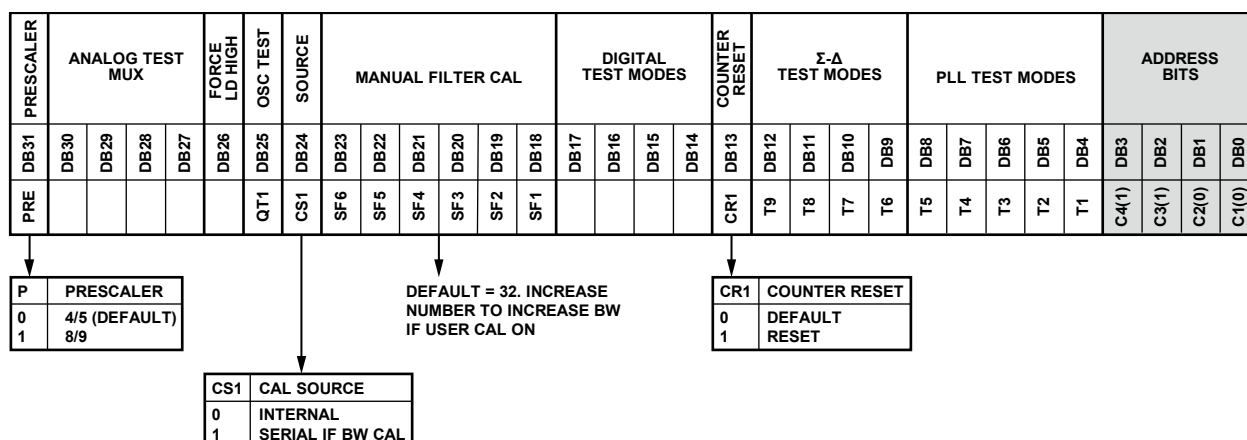 PRESCALER
ANALOG TEST
MUX
FORCE
LD HIGH
OSC TEST
SOURCE
MANUAL FILTER CAL
DIGITAL
TEST MODES
COUNTER
RESET
Σ-Δ
TEST MODES
PLL TEST MODES
ADDRESS
BITS
DB31 DB30 DB29 DB28 DB27 DB26 DB25 DB24 DB23 DB22 DB21 DB20 DB19 DB18 DB17 DB16 DB15 DB14 DB13 DB12 DB11 DB10 DB9 DB8 DB7 DB6 DB5 DB4 DB3 DB2 DB1 DB0
PRE QT1 CS1 SF6 SF5 SF4 SF3 SF2 SF1 CR1 T9 T8 T7 T6 T5 T4 T3 T2 T1 C4(1) C3(1) C2(0) C1(0)
P PRESCALER
0 4/5 (DEFAULT)
1 8/9
DEFAULT = 32. INCREASE
NUMBER TO INCREASE BW
IF USER CAL ON
CR1 COUNTER RESET
0 DEFAULT
1 RESET
CS1 CAL SOURCE
0 INTERNAL
1 SERIAL IF BW CAL